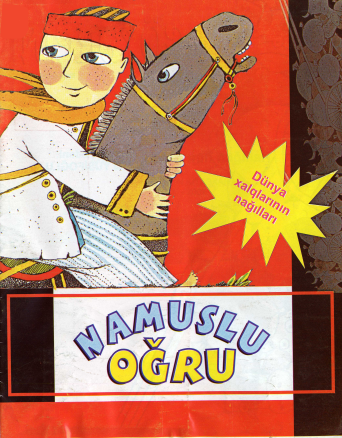 Dünya
xalqlarının
nağılları
NAMUSLU
OĞRU